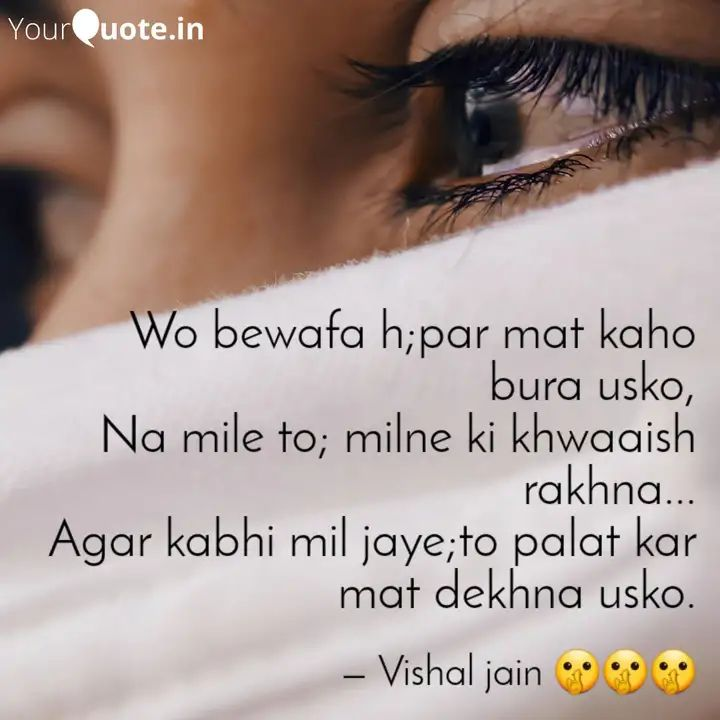 YourQuote.in
Wo bewafa h;par mat kaho
bura usko,
Na mile to; milne ki khwaaish
rakhna...
Agar kabhi mil jaye;to palat kar
mat dekhna usko.
– Vishal jain 🤫🤫🤫